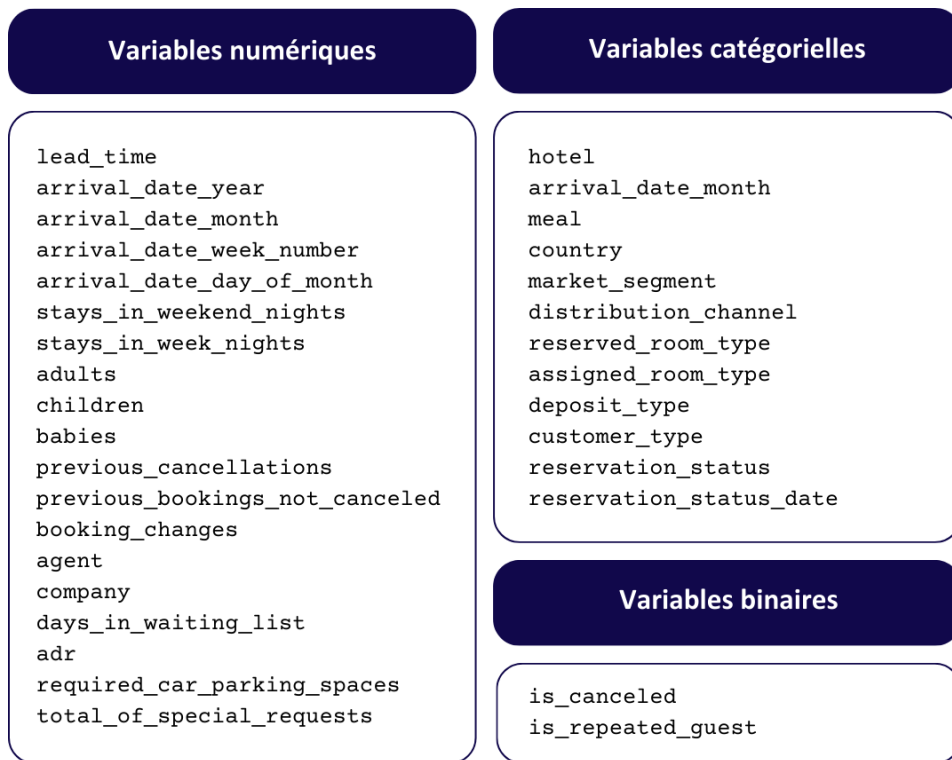 Variables numériques
lead_time
arrival_date_year
arrival_date_month
arrival_date_week_number
arrival_date_day_of_month
stays_in_weekend_nights
stays_in_week_nights
adults
children
babies
previous_cancellations
previous_bookings_not_canceled
booking_changes
agent
company
days_in_waiting_list
adr
required_car_parking_spaces
total_of_special_requests
Variables catégorielles
hotel
arrival_date_month
meal
country
market_segment
distribution_channel
reserved_room_type
assigned_room_type
deposit_type
customer_type
reservation_status
reservation_status_date
Variables binaires
is_canceled
is_repeated_guest